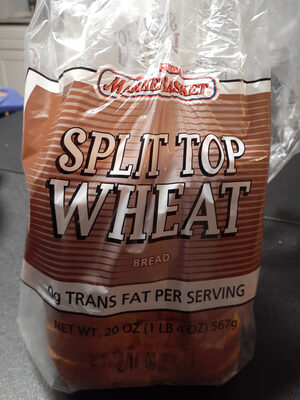 MARKET BASKET
SPLIT TOP
WHEAT
BREAD
0g TRANS FAT PER SERVING
NET WT. 20 OZ (1 LB 4 OZ) 567g